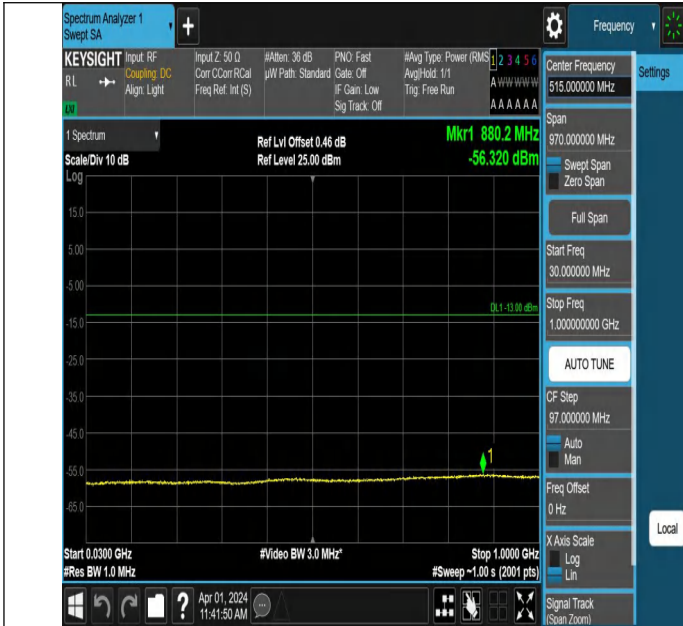 Spectrum Analyzer 1
Swept SA
+
Frequency
KEYSIGHT
RL
Input: RF
Coupling: DC
Align: Light
Input Z: 50 Ω
Corr CCorr RCal
Freq Ref: Int (S)
#Atten: 36 dB
µW Path: Standard
PNO: Fast
Gate: Off
IF Gain: Low
Sig Track: Off
#Avg Type: Power (RMS
Avg|Hold: 1/1
Trig: Free Run
1 2 3 4 5 6
A W W W W W
A A A A A A
1 Spectrum
Scale/Div 10 dB
Log
Ref Lvl Offset 0.46 dB
Ref Level 25.00 dBm
Mkr1 880.2 MHz
-56.320 dBm
15.0
5.00
-5.00
-15.0
-25.0
-35.0
-45.0
-55.0
-65.0
DL1 -13.00 dBm
1
Start 0.0300 GHz
#Res BW 1.0 MHz
#Video BW 3.0 MHz*
Stop 1.0000 GHz
#Sweep ~1.00 s (2001 pts)
?
Apr 01, 2024
11:41:50 AM
Center Frequency
515.000000 MHz
Span
970.000000 MHz
Swept Span
Zero Span
Full Span
Start Freq
30.000000 MHz
Stop Freq
1.000000000 GHz
AUTO TUNE
CF Step
97.000000 MHz
Auto
Man
Freq Offset
0 Hz
X Axis Scale
Log
Lin
Signal Track
(Span Zoom)
Settings
Local